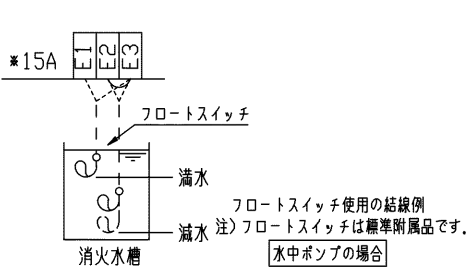 *15A E1 E2 E3
フロートスイッチ
満水
減水
消火水槽
フロートスイッチ使用の結線例
注)フロートスイッチは標準附属品です.
水中ポンプの場合